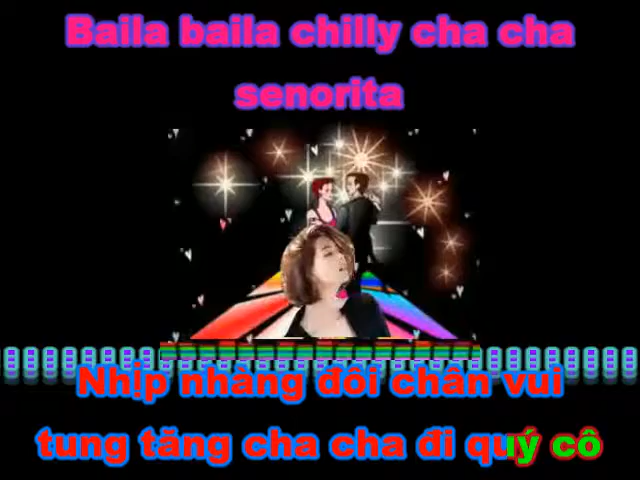 Baila baila chilly cha cha
senorita
Nhịp nhàng đôi chân vui
tung tăng cha cha đi quý cô